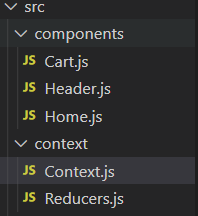 src
components
JS Cart.js
JS Header.js
JS Home.js
context
JS Context.js
JS Reducers.js